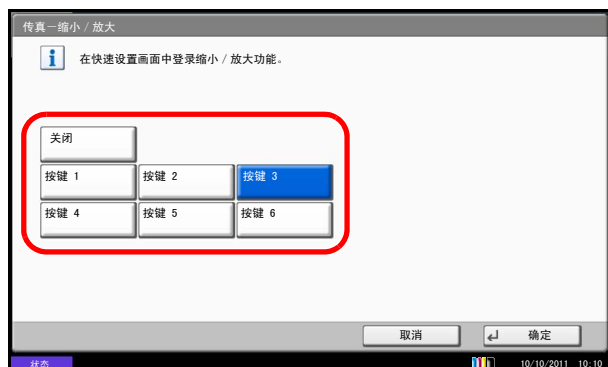 传真－缩小 / 放大
在快速设置画面中登录缩小 / 放大功能。
关闭
按键 1 按键 2 按键 3
按键 4 按键 5 按键 6
取消 确定
状态 10/10/2011 10:10